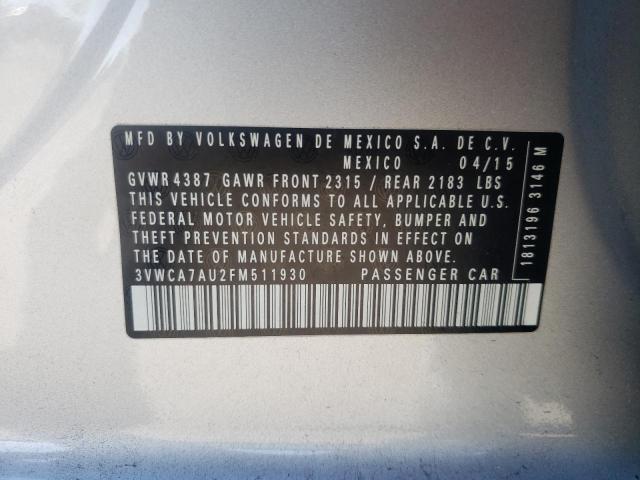 MFD BY VOLKSWAGEN DE MEXICO S.A. DE C.V.
MEXICO 04/15
GVWR 4387 GAWR FRONT 2315 / REAR 2183 LBS
THIS VEHICLE CONFORMS TO ALL APPLICABLE U.S.
FEDERAL MOTOR VEHICLE SAFETY, BUMPER AND
THEFT PREVENTION STANDARDS IN EFFECT ON
THE DATE OF MANUFACTURE SHOWN ABOVE.
3VWCA7AU2FM511930 PASSENGER CAR
1813196 3146 M